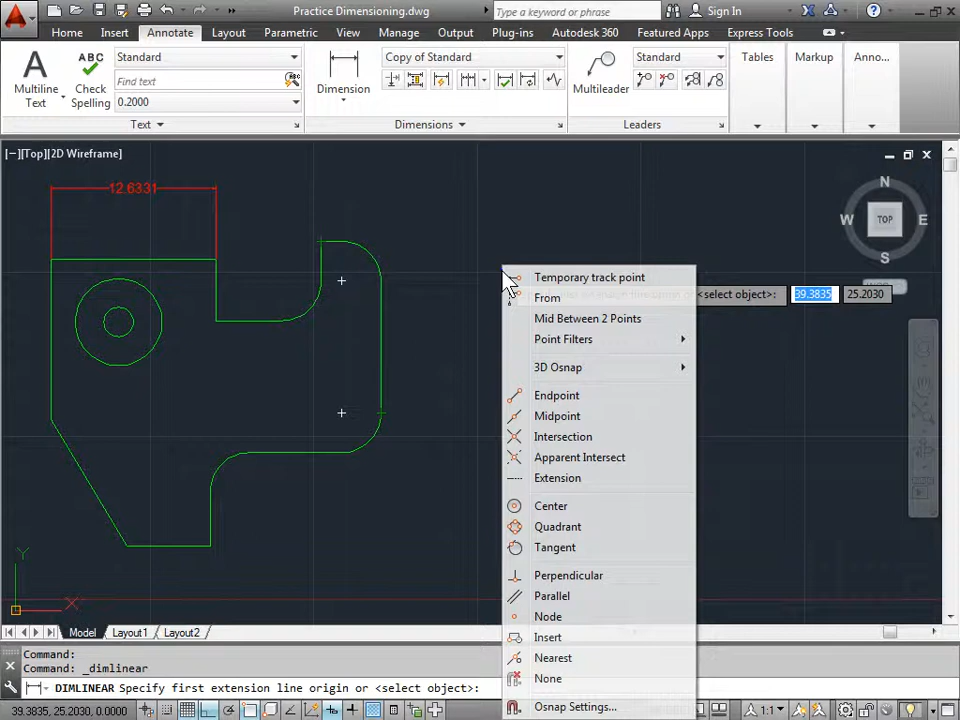 Practice Dimensioning.dwg
Type a keyword or phrase
Sign In
Home
Insert
Annotate
Layout
Parametric
View
Manage
Output
Plug-ins
Autodesk 360
Featured Apps
Express Tools
A
Multiline
Text
ABC
Check
Spelling
Standard
Find text
ABC
0.2000
Text
Dimension
Copy of Standard
Dimensions
Multileader
Standard
Leaders
Tables
Markup
Anno...
[−][Top][2D Wireframe]
12.6331
N
W
TOP
E
S
<select object>:
39.3835
25.2030
Temporary track point
From
Mid Between 2 Points
Point Filters
3D Osnap
Endpoint
Midpoint
Intersection
Apparent Intersect
Extension
Center
Quadrant
Tangent
Perpendicular
Parallel
Node
Insert
Nearest
None
Osnap Settings...
Y
X
Model
Layout1
Layout2
Command:
Command: _dimlinear
DIMLINEAR Specify first extension line origin or <select object>:
39.3835, 25.2030, 0.0000
1:1